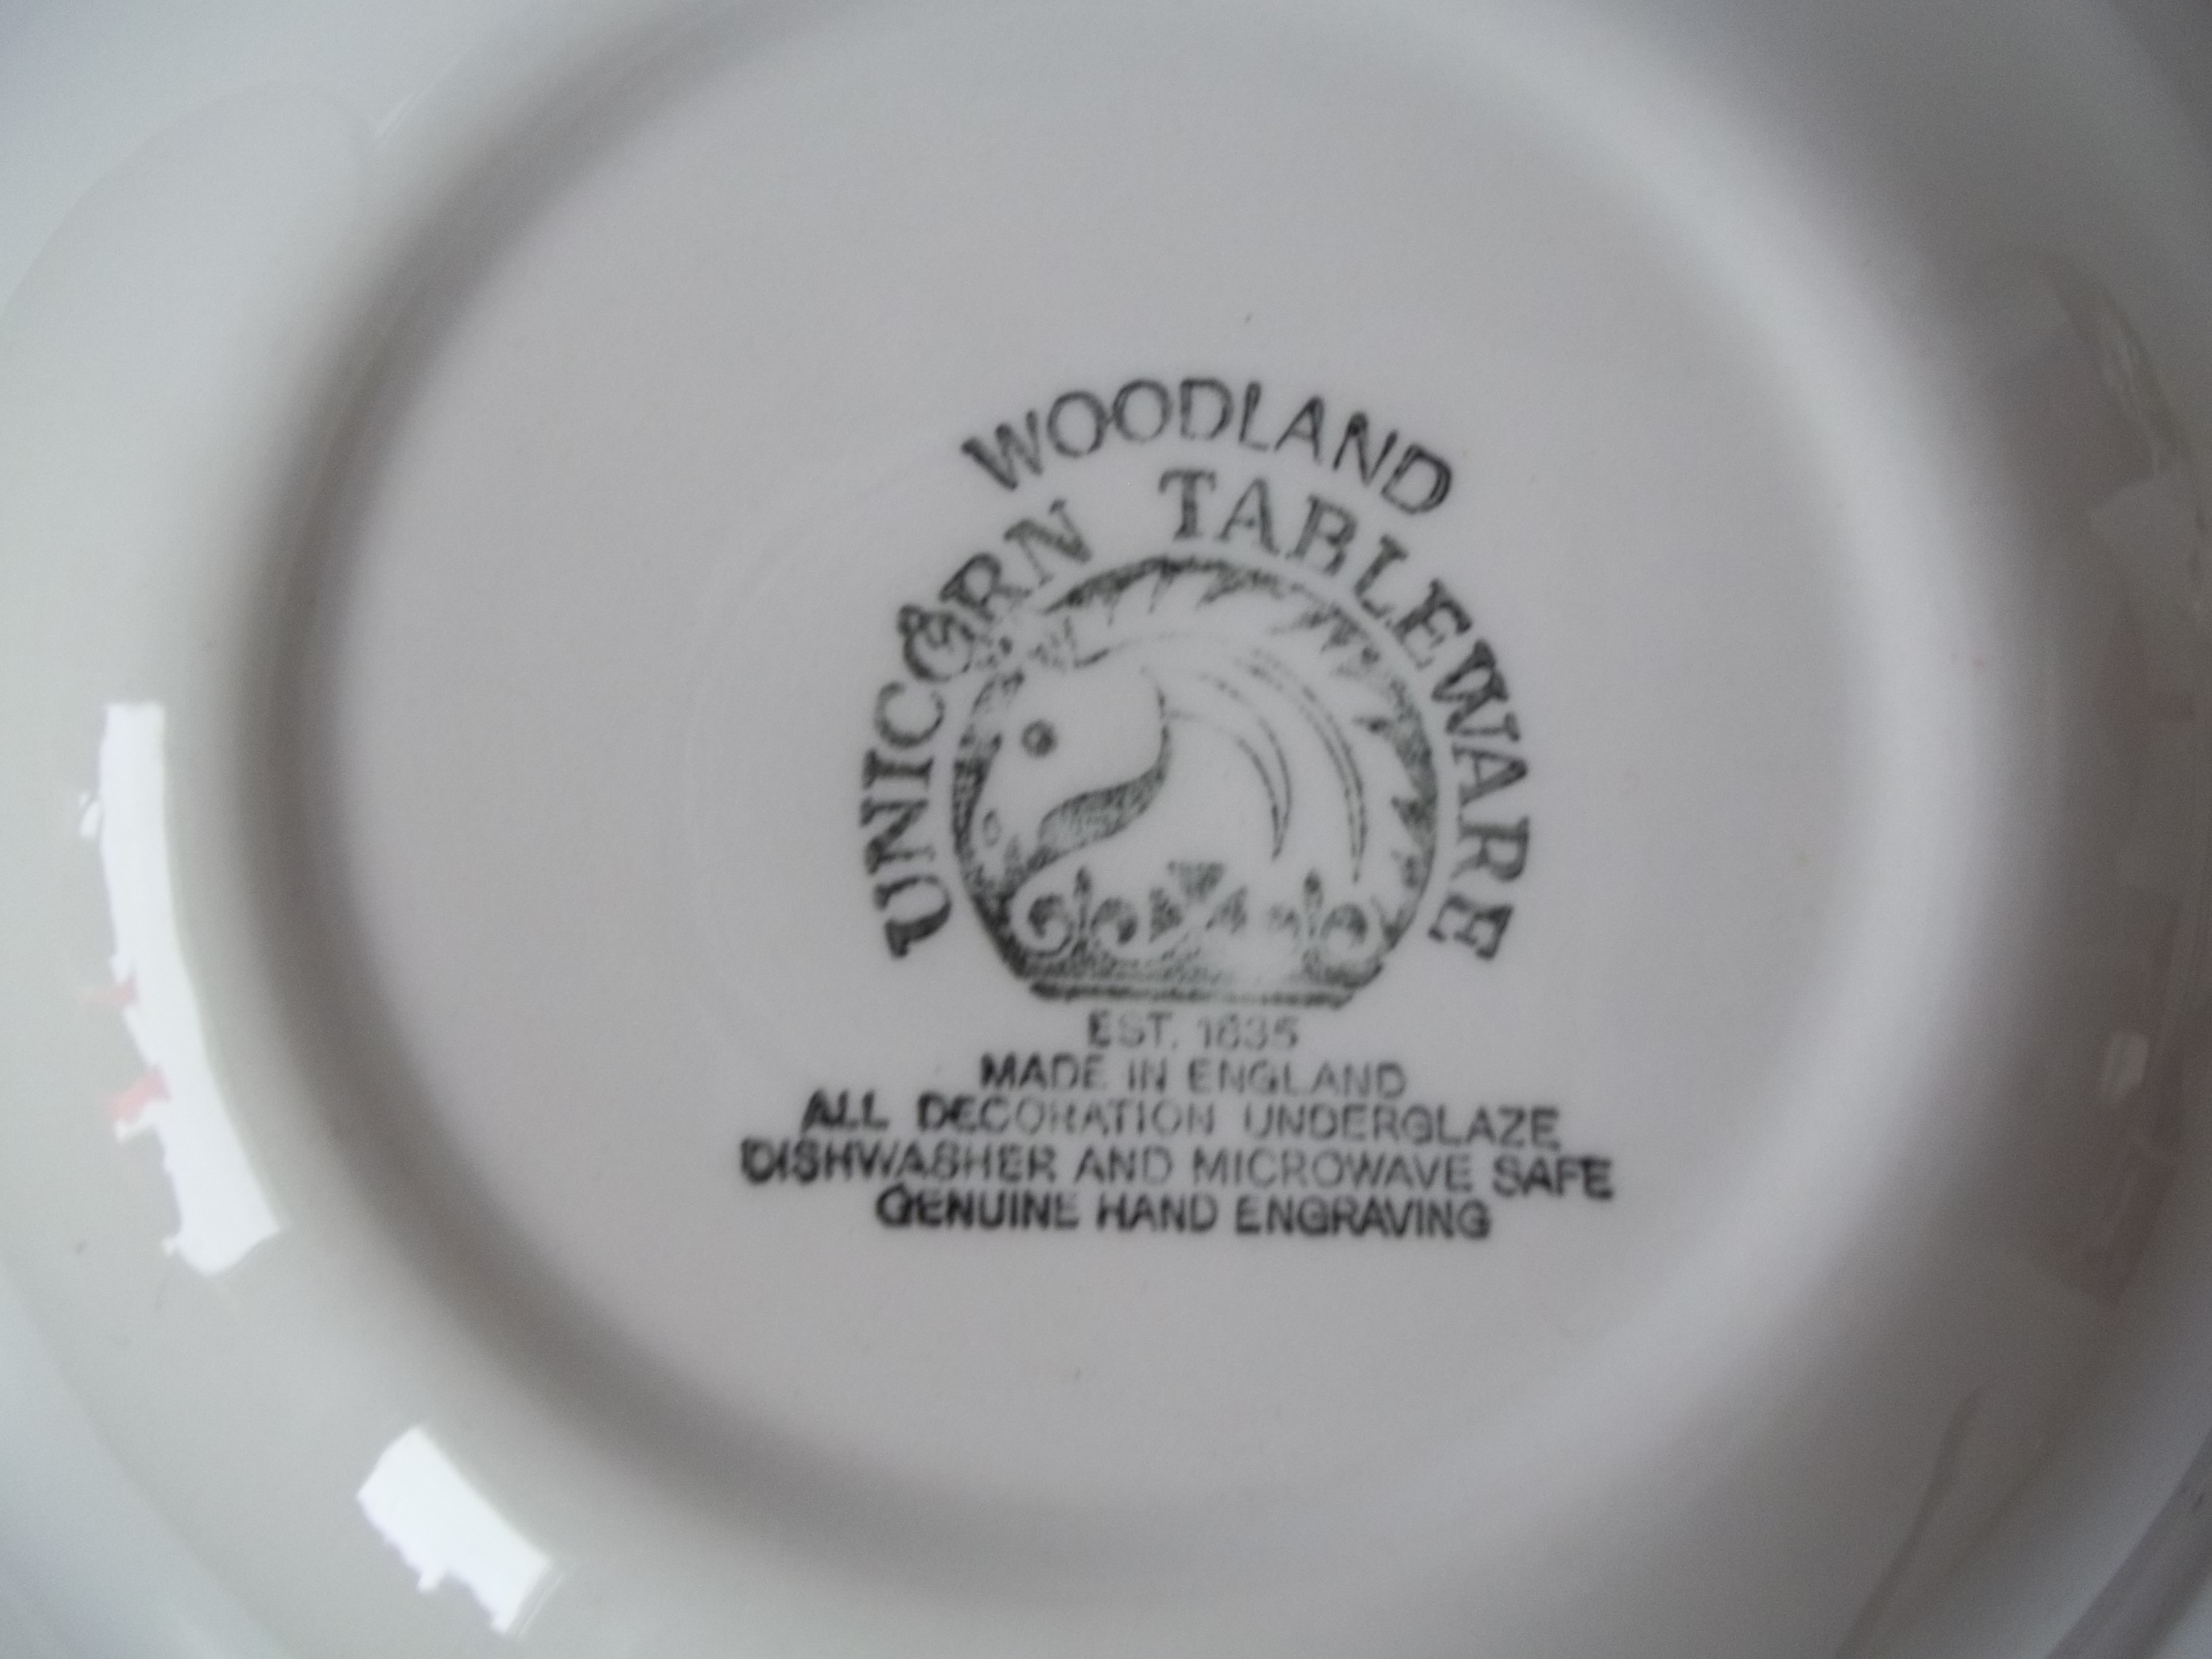 WOODLAND
UNICORN TABLEWARE
EST. 1835
MADE IN ENGLAND
ALL DECORATION UNDERGLAZE
DISHWASHER AND MICROWAVE SAFE
GENUINE HAND ENGRAVING